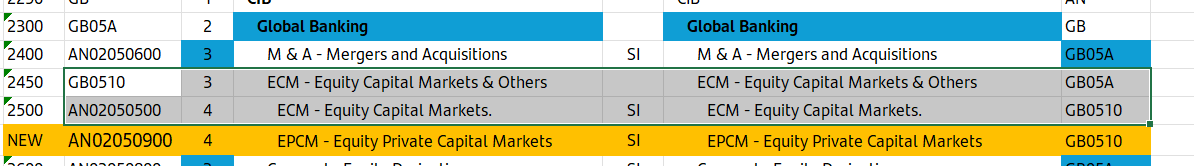 2300 GB05A 2 Global Banking Global Banking GB
2400 AN02050600 3 M & A - Mergers and Acquisitions SI M & A - Mergers and Acquisitions GB05A
2450 GB0510 3 ECM - Equity Capital Markets & Others ECM - Equity Capital Markets & Others GB05A
2500 AN02050500 4 ECM - Equity Capital Markets. SI ECM - Equity Capital Markets. GB0510
NEW AN02050900 4 EPCM - Equity Private Capital Markets SI EPCM - Equity Private Capital Markets GB0510